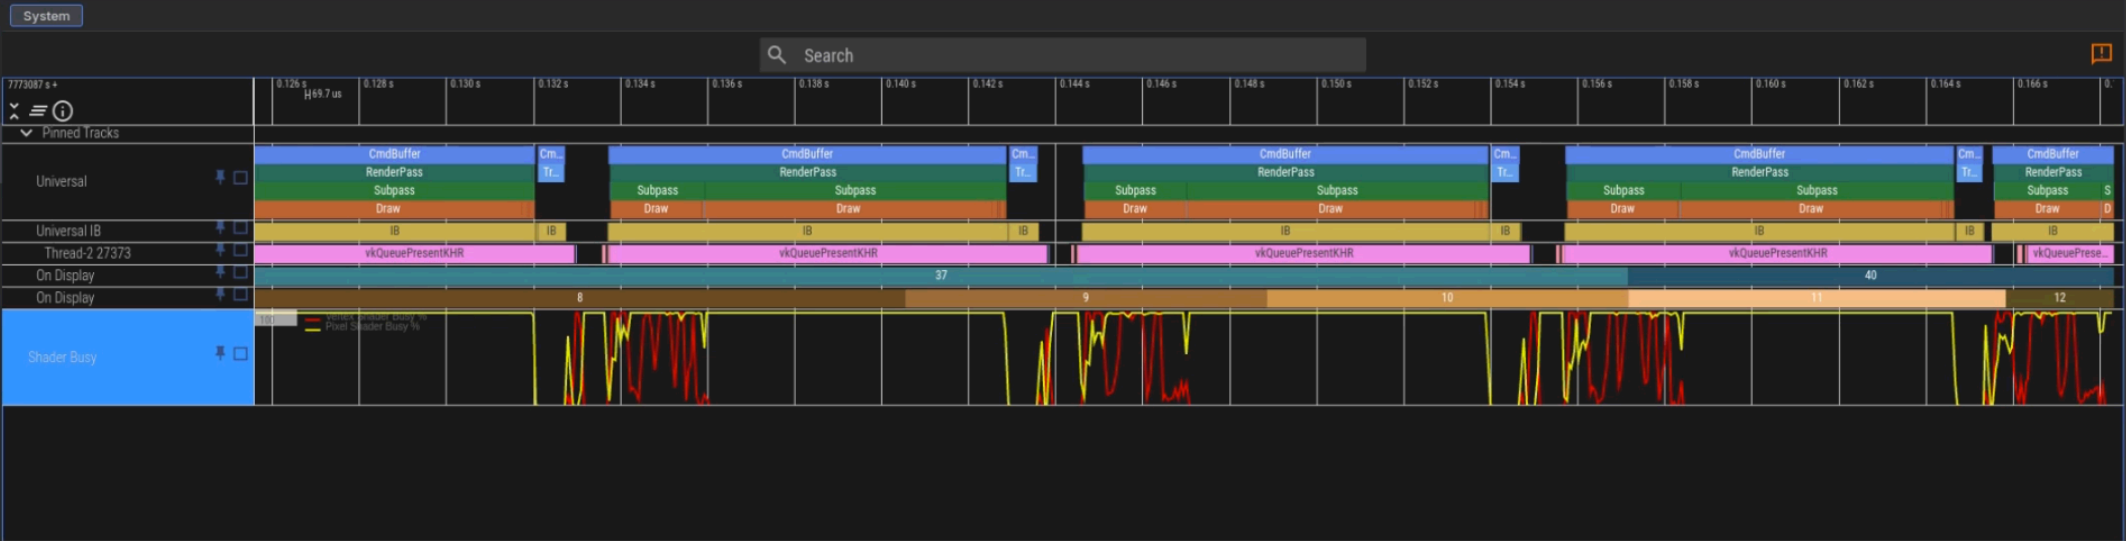 System
Search
7773087 s +
0.126 s 0.128 s 0.130 s 0.132 s 0.134 s 0.136 s 0.138 s 0.140 s 0.142 s 0.144 s 0.146 s 0.148 s 0.150 s 0.152 s 0.154 s 0.156 s 0.158 s 0.160 s 0.162 s 0.164 s 0.166 s 0.
69.7 us
Pinned Tracks
CmdBuffer Cm... CmdBuffer Cm... CmdBuffer Cm... CmdBuffer Cm... CmdBuffer
RenderPass Tr... RenderPass Tr... RenderPass Tr... RenderPass Tr... RenderPass
Universal
Subpass Subpass Subpass Subpass Subpass Subpass Subpass Subpass S
Draw Draw Draw Draw Draw Draw Draw Draw D
Universal IB IB IB IB IB IB IB IB IB IB
Thread-2 27373 vkQueuePresentKHR vkQueuePresentKHR vkQueuePresentKHR vkQueuePresentKHR vkQueuePrese...
On Display 37 40
On Display 8 9 10 11 12
100 Vertex Shader Busy %
Pixel Shader Busy %
Shader Busy